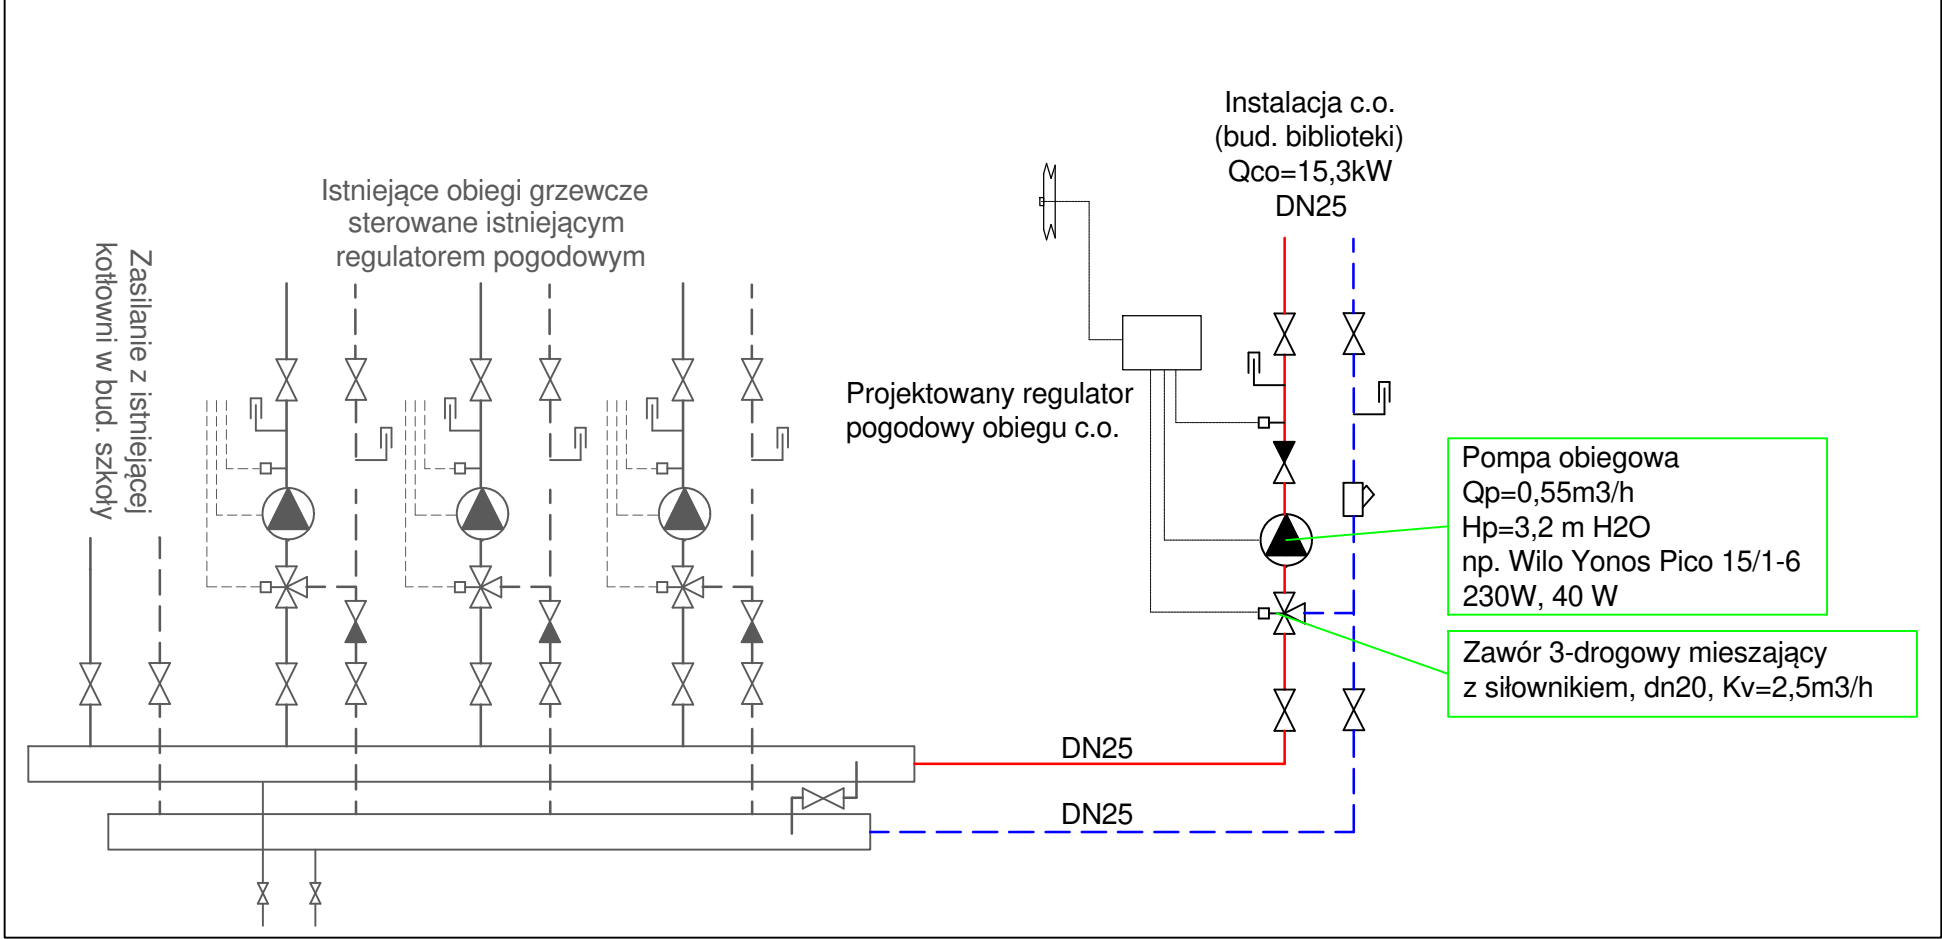 Instalacja c.o.
(bud. biblioteki)
Qco=15,3kW
DN25
Istniejące obiegi grzewcze
sterowane istniejącym
regulatorem pogodowym
Zasilanie z istniejącej
kotłowni w bud. szkoły
Projektowany regulator
pogodowy obiegu c.o.
Pompa obiegowa
Qp=0,55m3/h
Hp=3,2 m H2O
np. Wilo Yonos Pico 15/1-6
230W, 40 W
Zawór 3-drogowy mieszający
z siłownikiem, dn20, Kv=2,5m3/h
DN25
DN25